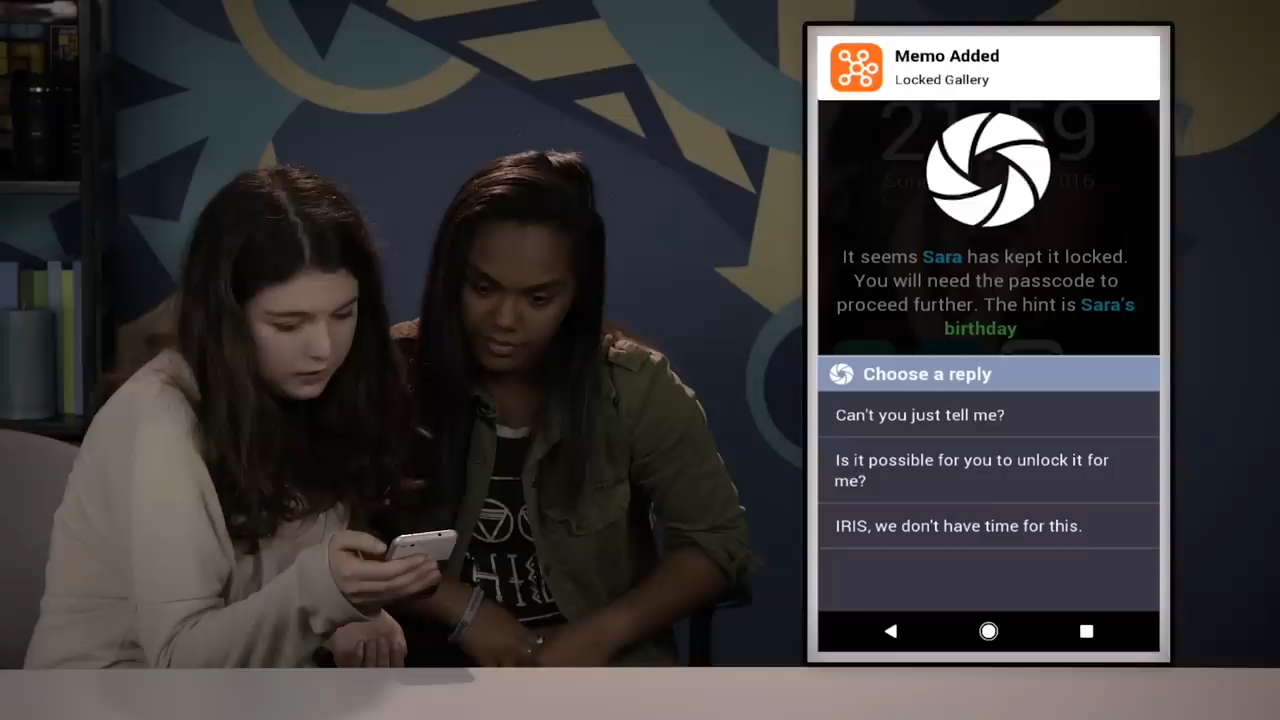 Memo Added
Locked Gallery
It seems Sara has kept it locked.
You will need the passcode to
proceed further. The hint is Sara's
birthday
Choose a reply
Can't you just tell me?
Is it possible for you to unlock it for
me?
IRIS, we don't have time for this.